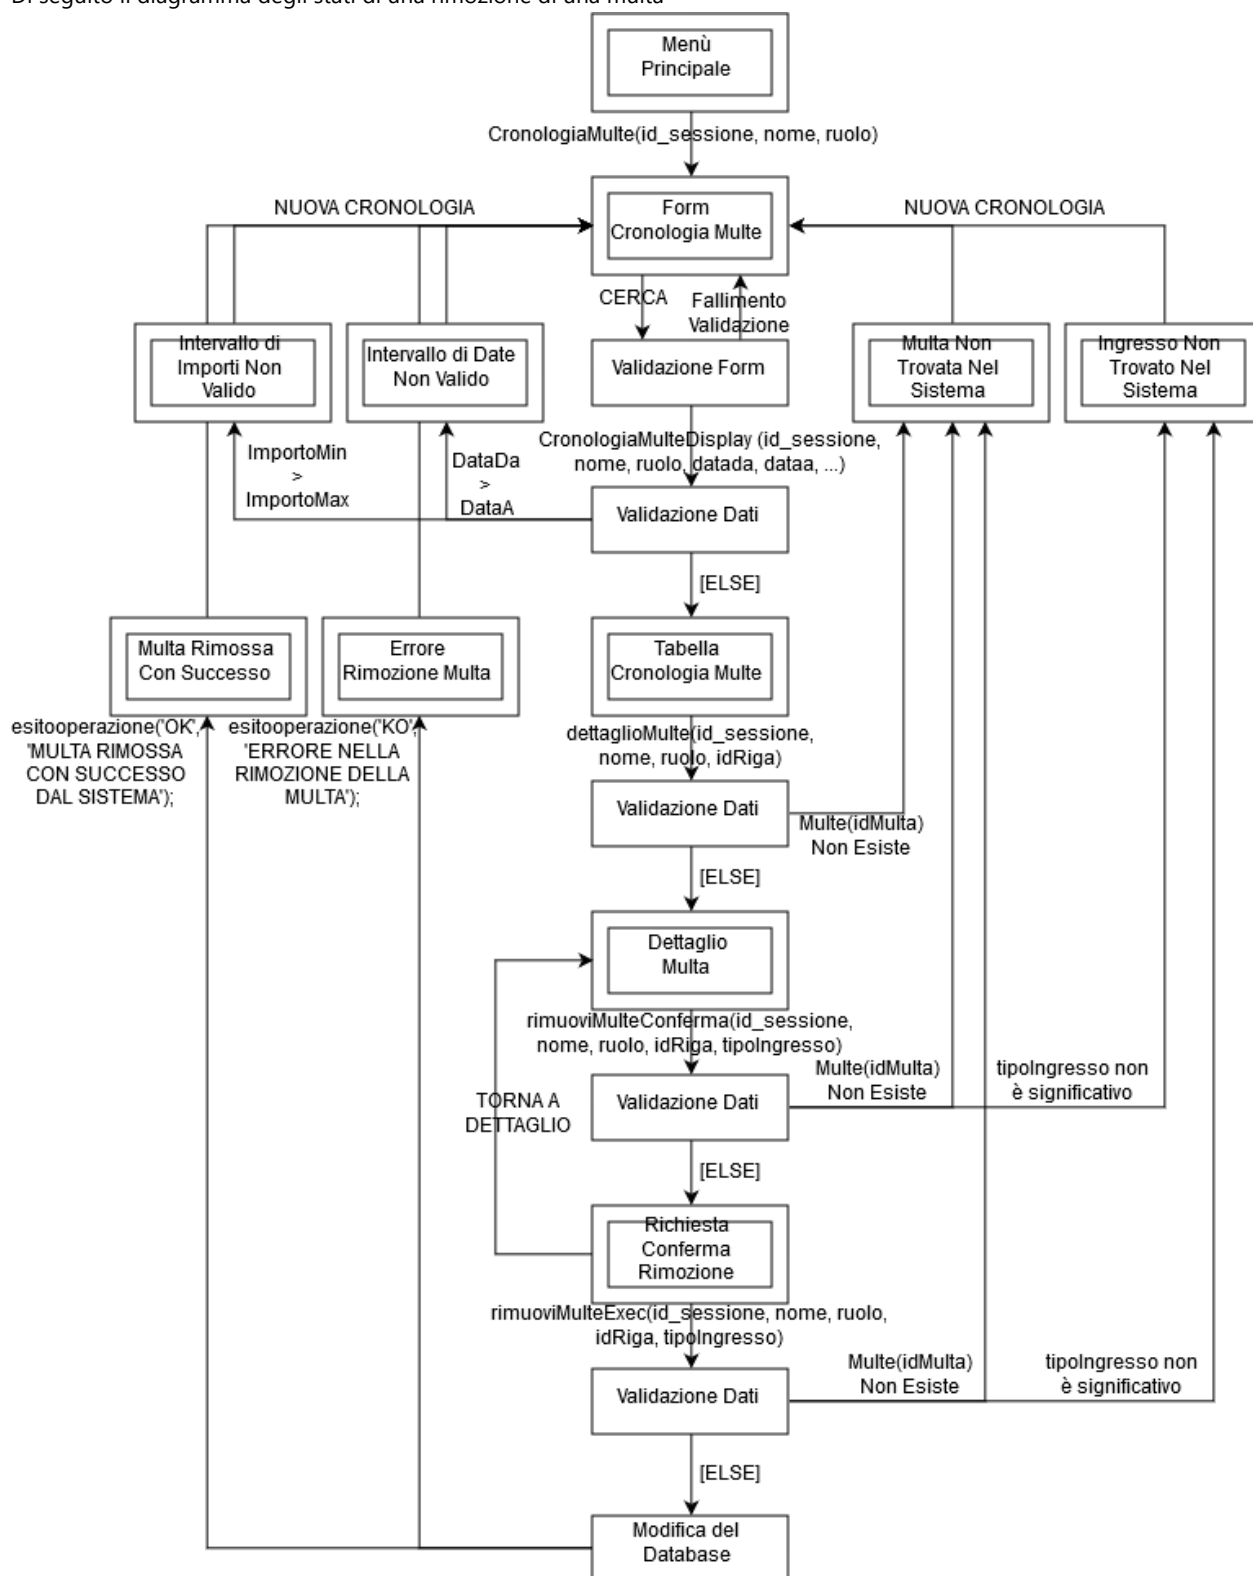 Di seguito il diagramma degli stati di una rimozione di una multa
Menù
Principale
CronologiaMulte(id_sessione, nome, ruolo)
NUOVA CRONOLOGIA
Form
Cronologia Multe
NUOVA CRONOLOGIA
CERCA
Fallimento
Validazione
Intervallo di
Importi Non
Valido
Intervallo di Date
Non Valido
Validazione Form
Multa Non
Trovata Nel
Sistema
Ingresso Non
Trovato Nel
Sistema
ImportoMin
>
ImportoMax
DataDa
>
DataA
CronologiaMulteDisplay (id_sessione,
nome, ruolo, datada, dataa, ...)
Validazione Dati
[ELSE]
Multa Rimossa
Con Successo
Errore
Rimozione Multa
Tabella
Cronologia Multe
esitooperazione('OK',
'MULTA RIMOSSA
CON SUCCESSO
DAL SISTEMA');
esitooperazione('KO',
'ERRORE NELLA
RIMOZIONE DELLA
MULTA');
dettaglioMulte(id_sessione,
nome, ruolo, idRiga)
Validazione Dati
Multe(idMulta)
Non Esiste
[ELSE]
Dettaglio
Multa
rimuoviMulteConferma(id_sessione,
nome, ruolo, idRiga, tipoIngresso)
TORNA A
DETTAGLIO
Validazione Dati
Multe(idMulta)
Non Esiste
tipoIngresso non
è significativo
[ELSE]
Richiesta
Conferma
Rimozione
rimuoviMulteExec(id_sessione, nome, ruolo,
idRiga, tipoIngresso)
Validazione Dati
Multe(idMulta)
Non Esiste
tipoIngresso non
è significativo
[ELSE]
Modifica del
Database